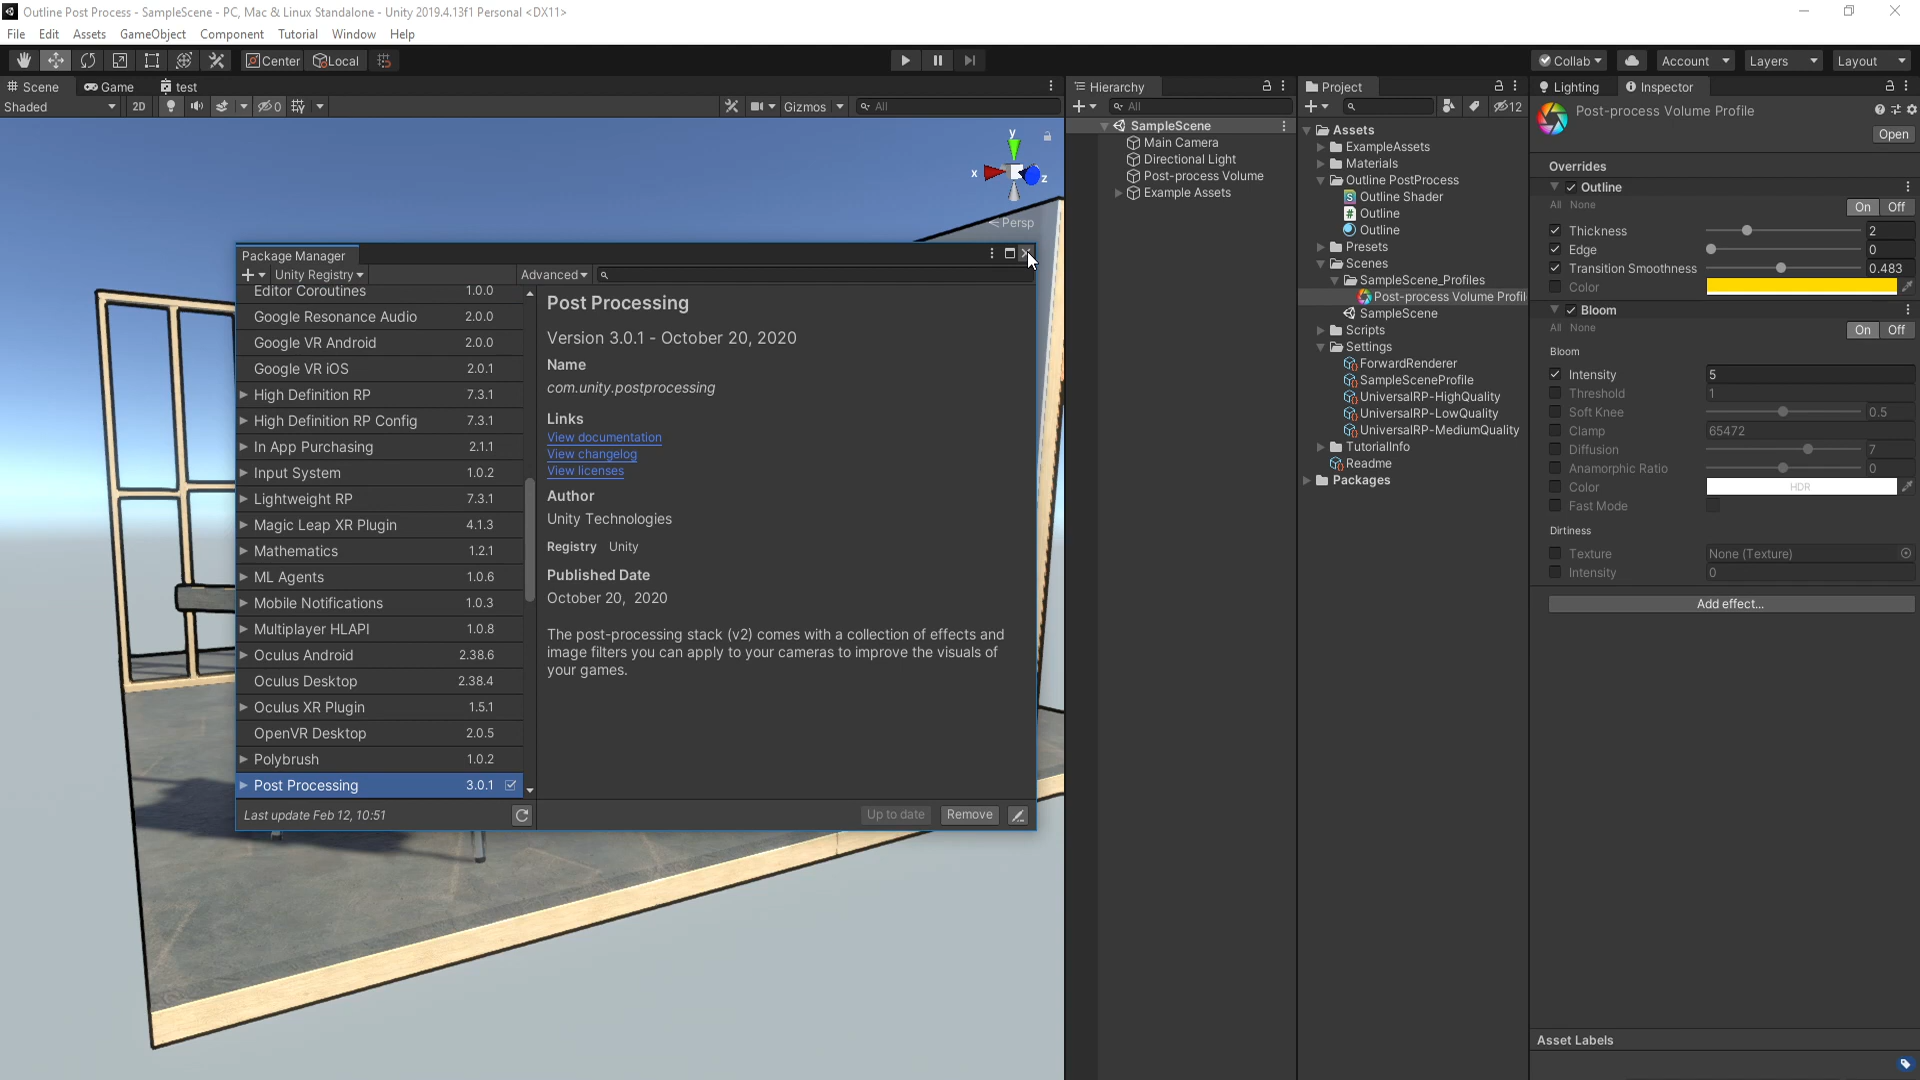 Outline Post Process - SampleScene - PC, Mac & Linux Standalone - Unity 2019.4.13f1 Personal <DX11>
File Edit Assets GameObject Component Tutorial Window Help
Center Local Collab Account Layers Layout
Scene Game test
Shaded 2D 0 Gizmos All
y
x z
Persp
Package Manager
Unity Registry Advanced
Editor Coroutines 1.0.0
Google Resonance Audio 2.0.0
Google VR Android 2.0.0
Google VR iOS 2.0.1
High Definition RP 7.3.1
High Definition RP Config 7.3.1
In App Purchasing 2.1.1
Input System 1.0.2
Lightweight RP 7.3.1
Magic Leap XR Plugin 4.1.3
Mathematics 1.2.1
ML Agents 1.0.6
Mobile Notifications 1.0.3
Multiplayer HLAPI 1.0.8
Oculus Android 2.38.6
Oculus Desktop 2.38.4
Oculus XR Plugin 1.5.1
OpenVR Desktop 2.0.5
Polybrush 1.0.2
Post Processing 3.0.1
Last update Feb 12, 10:51
Post Processing
Version 3.0.1 - October 20, 2020
Name
com.unity.postprocessing
Links
View documentation
View changelog
View licenses
Author
Unity Technologies
Registry Unity
Published Date
October 20, 2020
The post-processing stack (v2) comes with a collection of effects and
image filters you can apply to your cameras to improve the visuals of
your games.
Up to date Remove
Hierarchy
All
SampleScene
Main Camera
Directional Light
Post-process Volume
Example Assets
Project
12
Assets
ExampleAssets
Materials
Outline PostProcess
Outline Shader
Outline
Outline
Presets
Scenes
SampleScene_Profiles
Post-process Volume Profil
SampleScene
Scripts
Settings
ForwardRenderer
SampleSceneProfile
UniversalRP-HighQuality
UniversalRP-LowQuality
UniversalRP-MediumQuality
TutorialInfo
Readme
Packages
Lighting Inspector
Post-process Volume Profile
Open
Overrides
Outline
All None On Off
Thickness 2
Edge 0
Transition Smoothness 0.483
Color
Bloom
All None On Off
Bloom
Intensity 5
Threshold 1
Soft Knee 0.5
Clamp 65472
Diffusion 7
Anamorphic Ratio 0
Color HDR
Fast Mode
Dirtiness
Texture None (Texture)
Intensity 0
Add effect...
Asset Labels